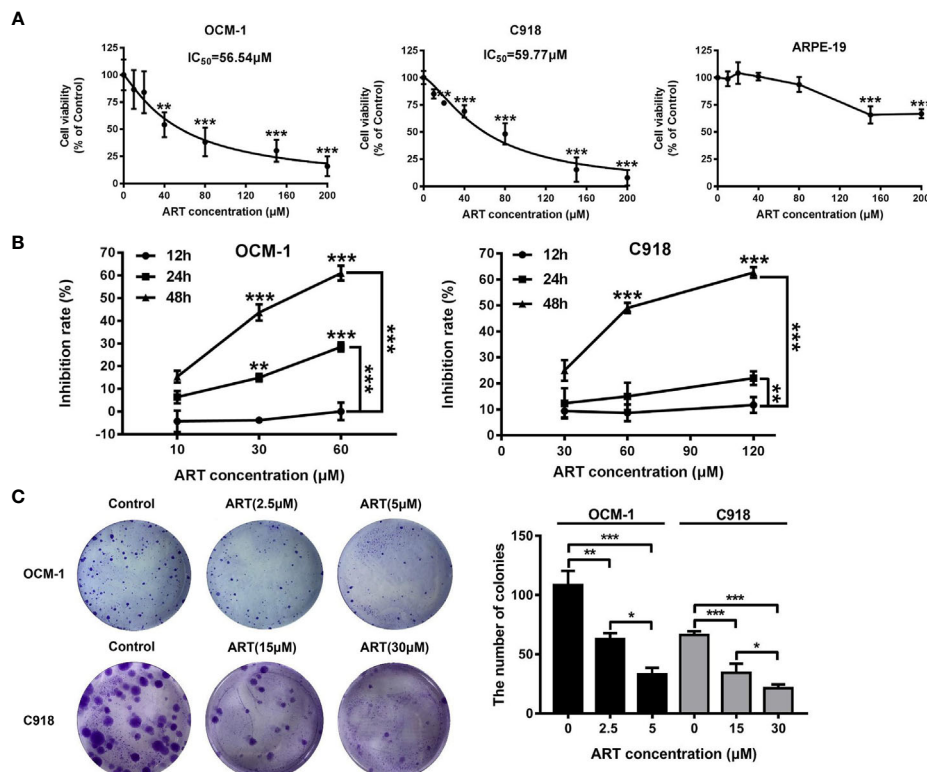 A
OCM-1
IC50=56.54µM
Cell viability
(% of Control)
125
100
75
50
25
0
** *** *** ***
0 40 80 120 160 200
ART concentration (µM)
C918
IC50=59.77µM
Cell viability
(% of Control)
125
100
75
50
25
0
** *** *** *** ***
0 40 80 120 160 200
ART concentration (µM)
ARPE-19
Cell viability
(% of Control)
125
100
75
50
25
0
*** ***
0 40 80 120 160 200
ART concentration (µM)
B
OCM-1
12h
24h
48h
Inhibition rate (%)
70
60
50
40
30
20
10
0
-10
*** ***
** ***
*** ***
10 30 60
ART concentration (µM)
C918
12h
24h
48h
Inhibition rate (%)
70
60
50
40
30
20
10
0
*** ***
** ***
0 30 60 90 120
ART concentration (µM)
C
Control ART(2.5µM) ART(5µM)
OCM-1
Control ART(15µM) ART(30µM)
C918
OCM-1 C918
The number of colonies
150
100
50
0
***
**
*
***
***
*
0 2.5 5 0 15 30
ART concentration (µM)